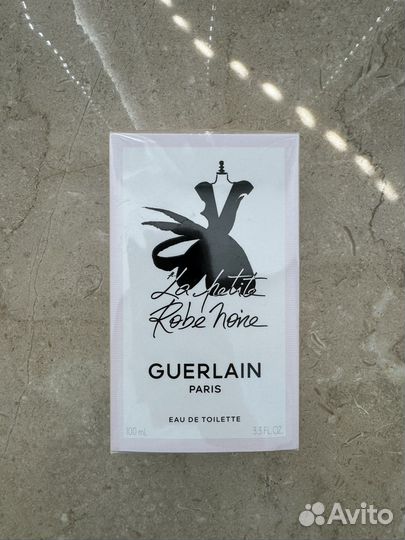 La petite
Robe noire
GUERLAIN
PARIS
EAU DE TOILETTE
100 mL 3.3 FL.OZ.
Avito